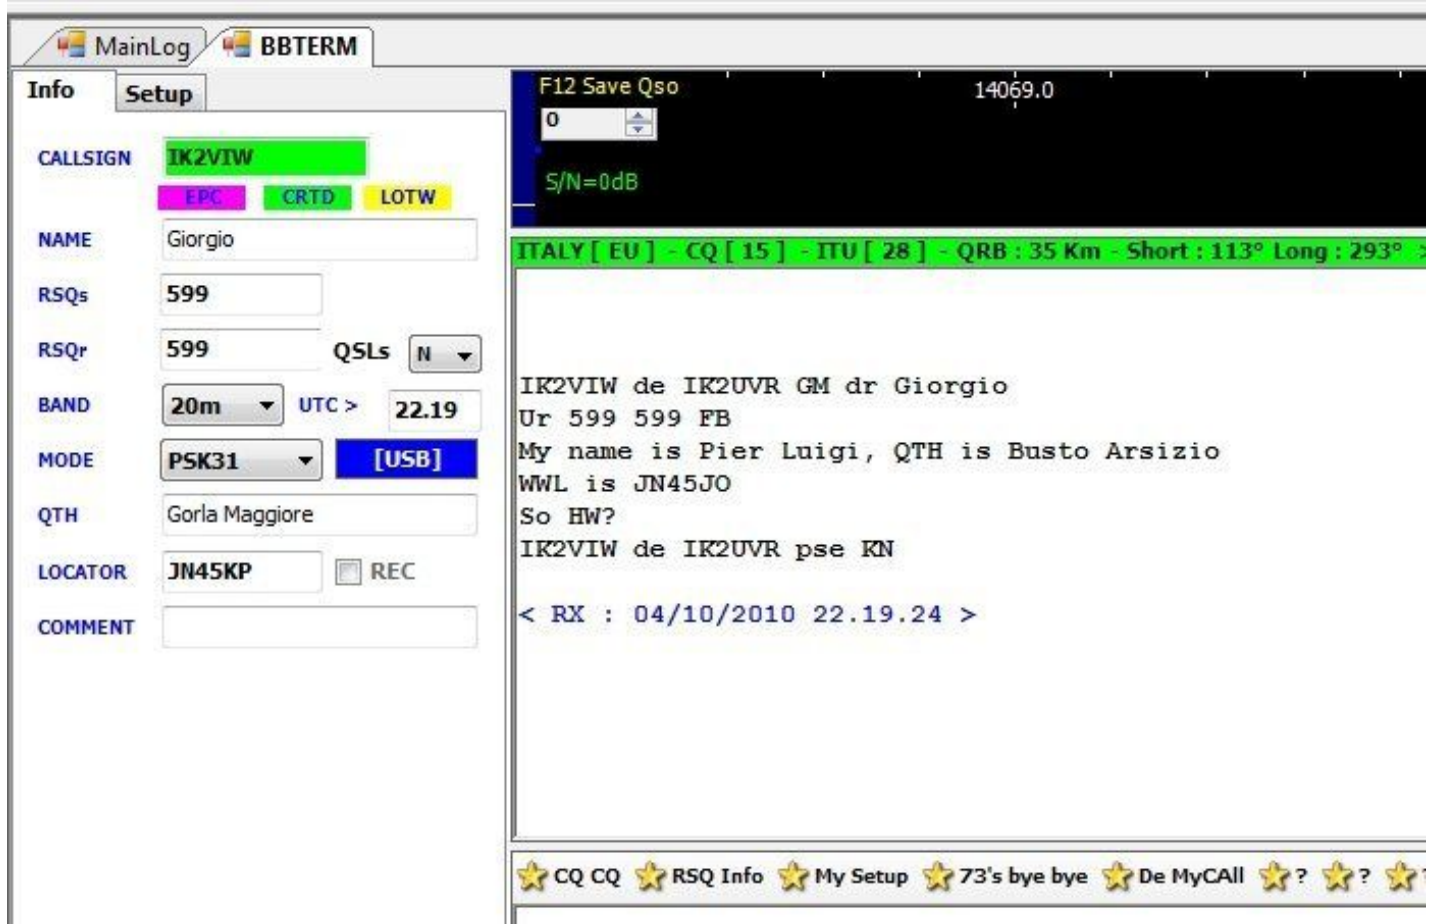 MainLog BBTERM
Info Setup
CALLSIGN IK2VIW
EPC CRTD LOTW
NAME Giorgio
RSQs 599
RSQr 599 QSLs N
BAND 20m UTC > 22.19
MODE PSK31 [USB]
QTH Gorla Maggiore
LOCATOR JN45KP REC
COMMENT
F12 Save Qso 14069.0
0
S/N=0dB
ITALY [ EU ] - CQ [ 15 ] - ITU [ 28 ] - QRB : 35 Km - Short : 113° Long : 293° >
IK2VIW de IK2UVR GM dr Giorgio
Ur 599 599 FB
My name is Pier Luigi, QTH is Busto Arsizio
WWL is JN45JO
So HW?
IK2VIW de IK2UVR pse KN
< RX : 04/10/2010 22.19.24 >
CQ CQ RSQ Info My Setup 73's bye bye De MyCAll ? ?